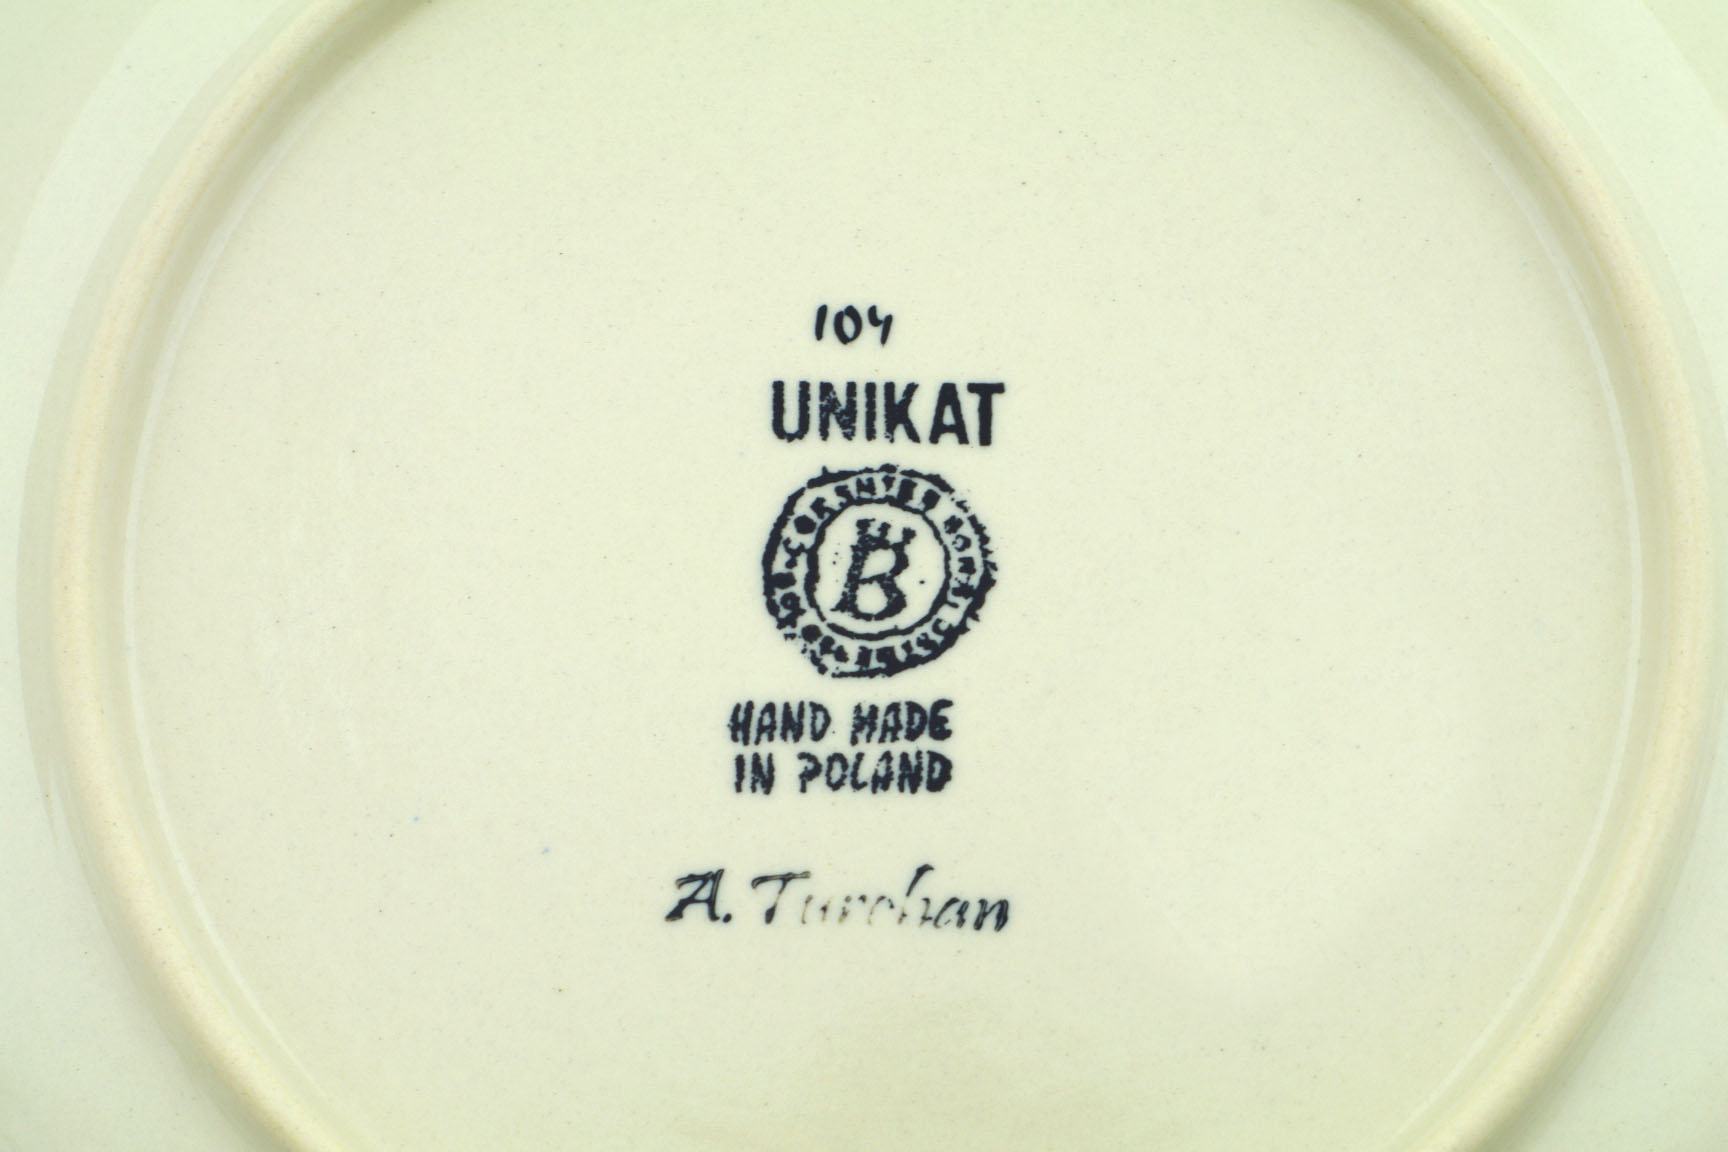 104
UNIKAT
B
HAND MADE
IN POLAND
A. Turchan